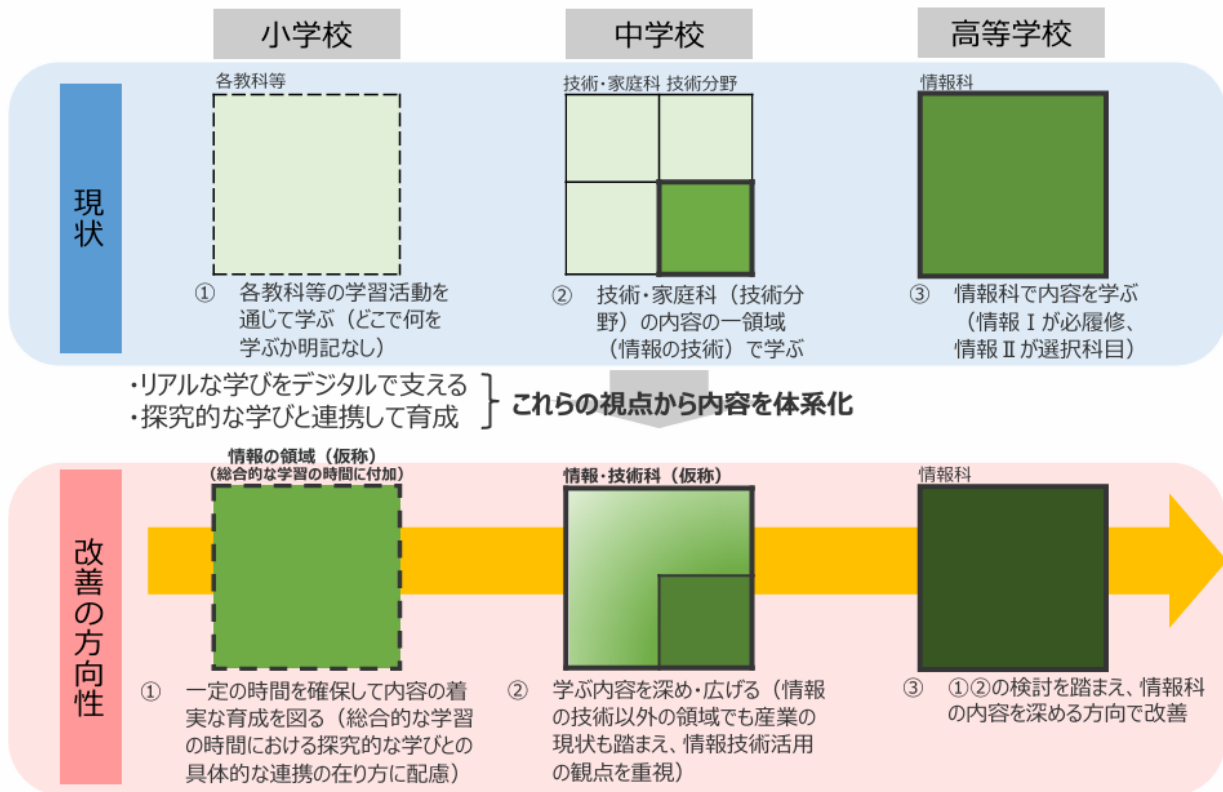 小学校
中学校
高等学校
現状
各教科等
① 各教科等の学習活動を
通じて学ぶ（どこで何を
学ぶか明記なし）
技術・家庭科 技術分野
② 技術・家庭科（技術分
野）の内容の一領域
（情報の技術）で学ぶ
情報科
③ 情報科で内容を学ぶ
（情報Ⅰが必履修、
情報Ⅱが選択科目）
・リアルな学びをデジタルで支える
・探究的な学びと連携して育成
これらの視点から内容を体系化
改善の方向性
情報の領域（仮称）
（総合的な学習の時間に付加）
① 一定の時間を確保して内容の着
実な育成を図る（総合的な学習
の時間における探究的な学びとの
具体的な連携の在り方に配慮）
情報・技術科（仮称）
② 学ぶ内容を深め・広げる（情報
の技術以外の領域でも産業の
現状も踏まえ、情報技術活用
の観点を重視）
情報科
③ ①②の検討を踏まえ、情報科
の内容を深める方向で改善